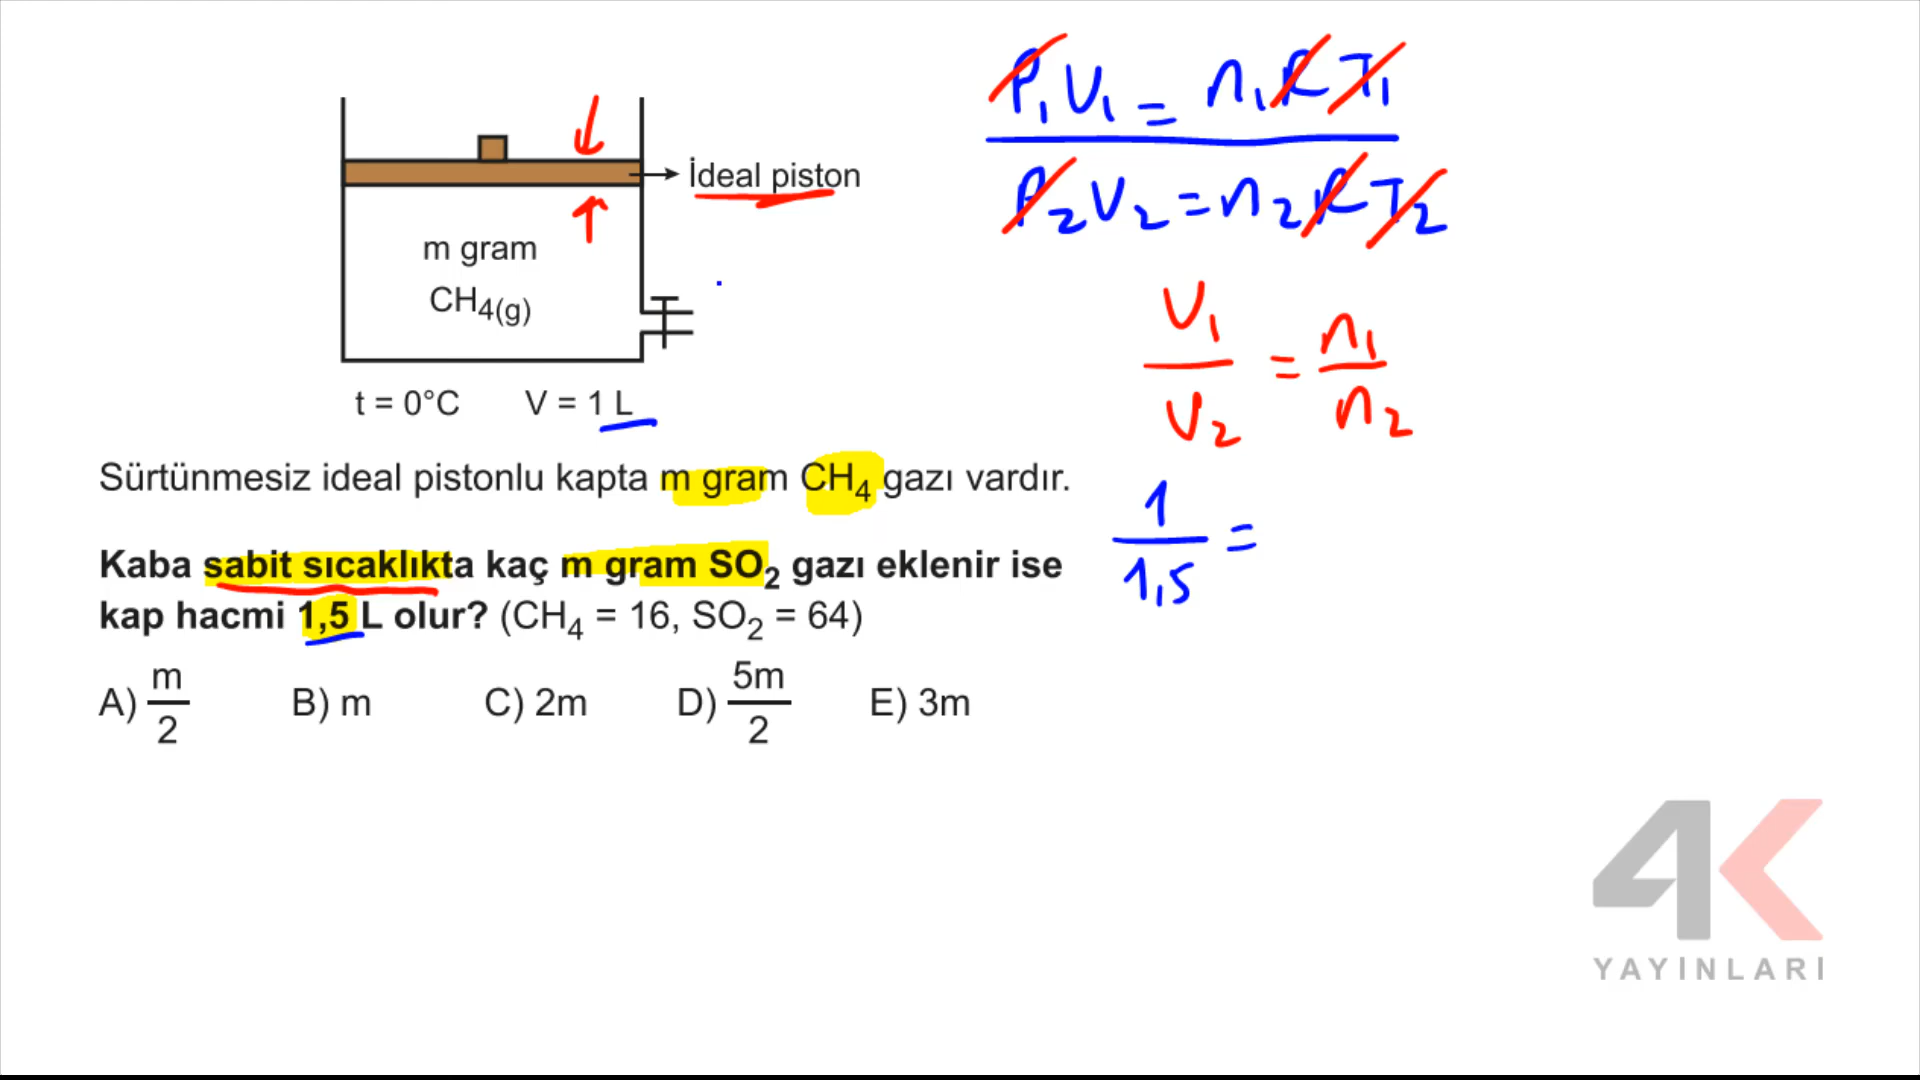 İdeal piston
m gram
CH₄(g)
t = 0°C V = 1 L
Sürtünmesiz ideal pistonlu kapta m gram CH₄ gazı vardır.
Kaba sabit sıcaklıkta kaç m gram SO₂ gazı eklenir ise
kap hacmi 1,5 L olur? (CH₄ = 16, SO₂ = 64)
A) m/2 B) m C) 2m D) 5m/2 E) 3m
P₁V₁ = n₁RT₁
P₂V₂ = n₂RT₂
V₁/V₂ = n₁/n₂
1/1,5 =
4K
YAYINLARI